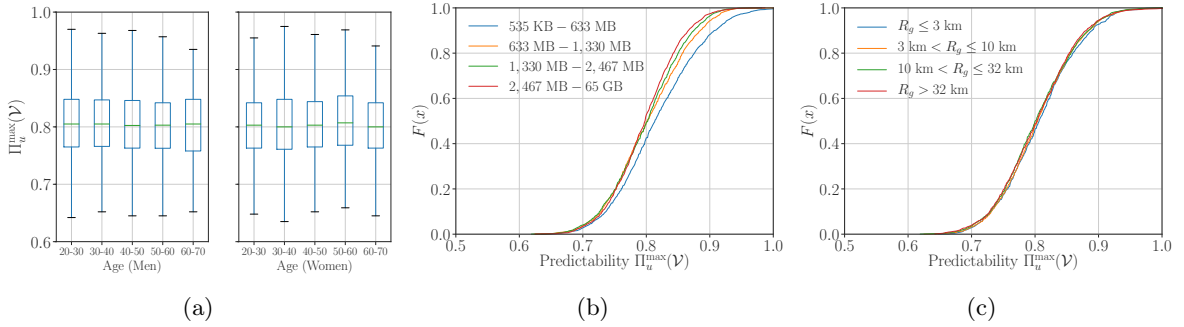 1.0
0.9
0.8
0.7
0.6
Π_u^max(𝒱)
20-30 30-40 40-50 50-60 60-70
Age (Men)
20-30 30-40 40-50 50-60 60-70
Age (Women)
(a)
1.0
0.8
0.6
0.4
0.2
0.0
F(x)
535 KB − 633 MB
633 MB − 1,330 MB
1,330 MB − 2,467 MB
2,467 MB − 65 GB
0.5 0.6 0.7 0.8 0.9 1.0
Predictability Π_u^max(𝒱)
(b)
1.0
0.8
0.6
0.4
0.2
0.0
F(x)
R_g ≤ 3 km
3 km < R_g ≤ 10 km
10 km < R_g ≤ 32 km
R_g > 32 km
0.5 0.6 0.7 0.8 0.9 1.0
Predictability Π_u^max(𝒱)
(c)